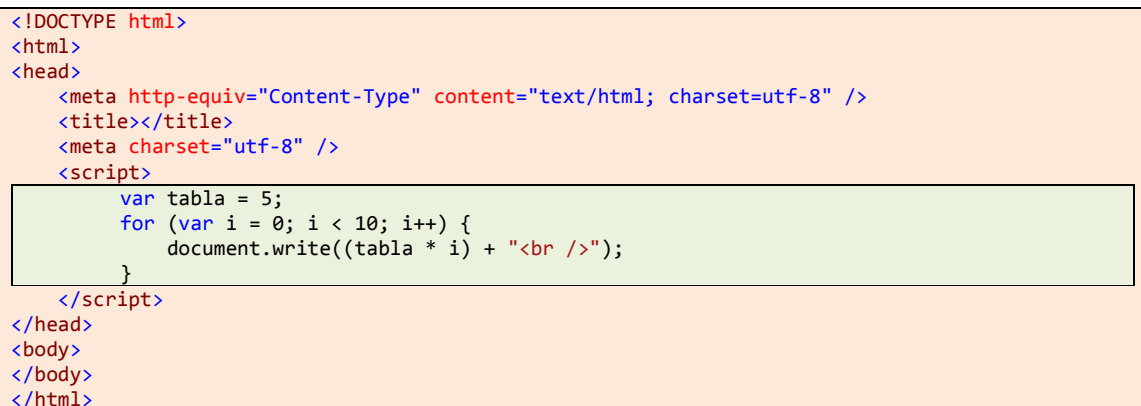 <!DOCTYPE html>
<html>
<head>
    <meta http-equiv="Content-Type" content="text/html; charset=utf-8" />
    <title></title>
    <meta charset="utf-8" />
    <script>
         var tabla = 5;
         for (var i = 0; i < 10; i++) {
             document.write((tabla * i) + "<br />");
         }
    </script>
</head>
<body>
</body>
</html>